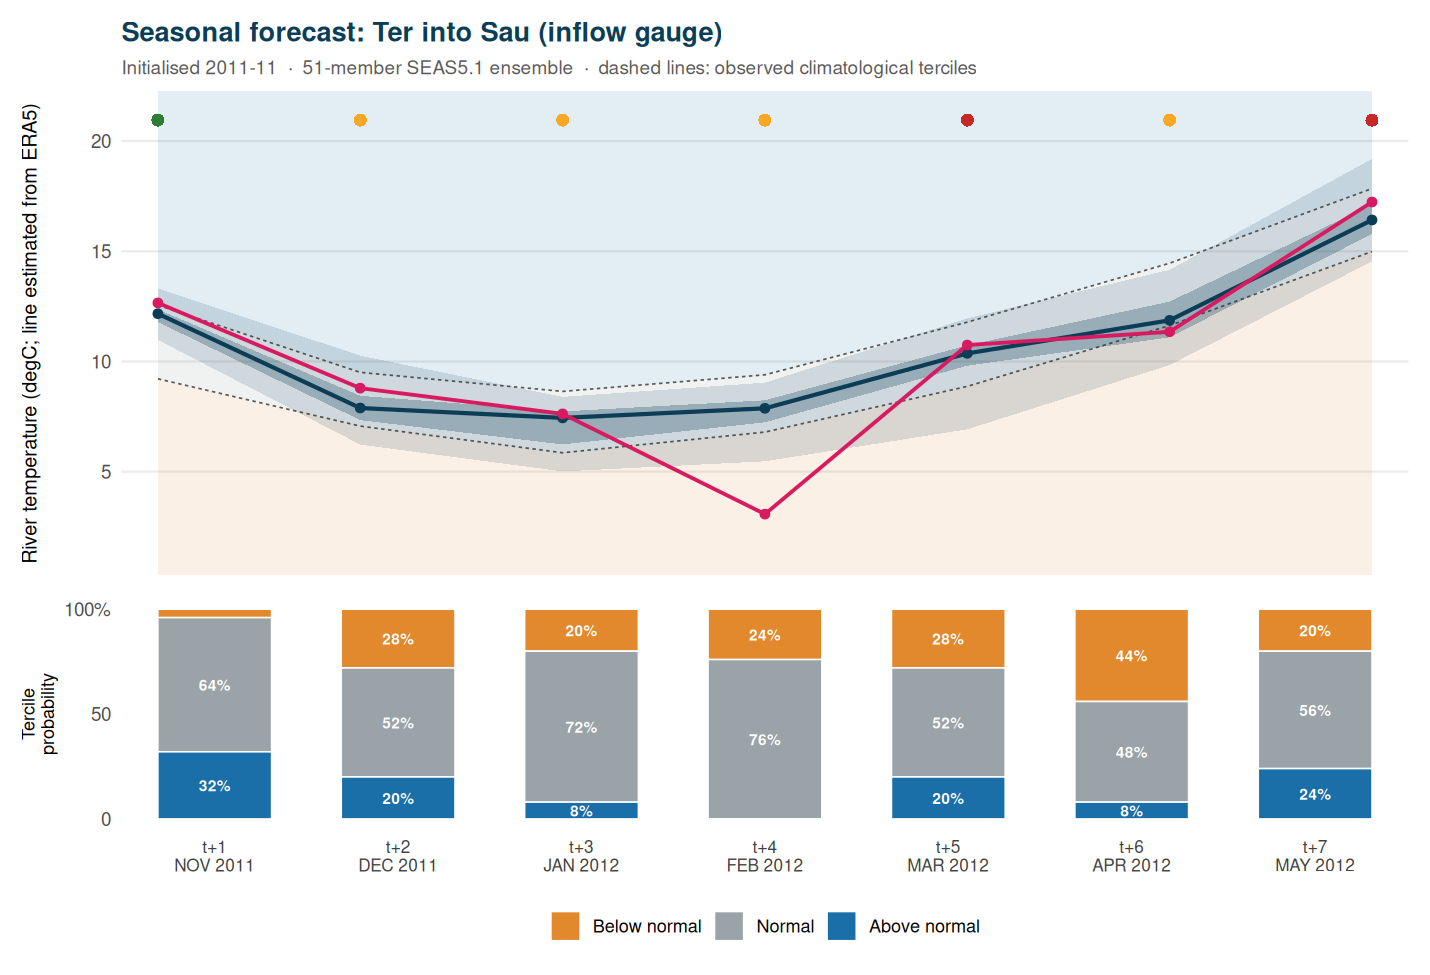 Seasonal forecast: Ter into Sau (inflow gauge)
Initialised 2011-11 · 51-member SEAS5.1 ensemble · dashed lines: observed climatological terciles
River temperature (degC; line estimated from ERA5)
20
15
10
5
Tercile
probability
100%
50
0
64%
32%
28%
52%
20%
20%
72%
8%
24%
76%
28%
52%
20%
44%
48%
8%
20%
56%
24%
t+1
NOV 2011
t+2
DEC 2011
t+3
JAN 2012
t+4
FEB 2012
t+5
MAR 2012
t+6
APR 2012
t+7
MAY 2012
Below normal
Normal
Above normal